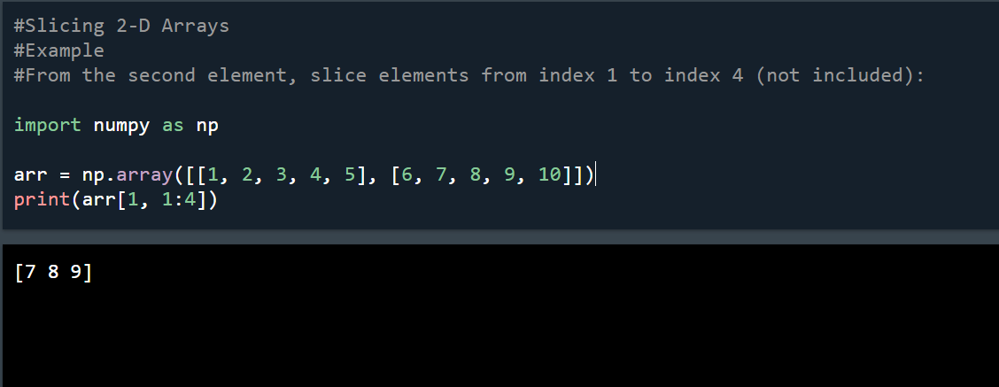 #Slicing 2-D Arrays
#Example
#From the second element, slice elements from index 1 to index 4 (not included):
import numpy as np
arr = np.array([[1, 2, 3, 4, 5], [6, 7, 8, 9, 10]])
print(arr[1, 1:4])
[7 8 9]